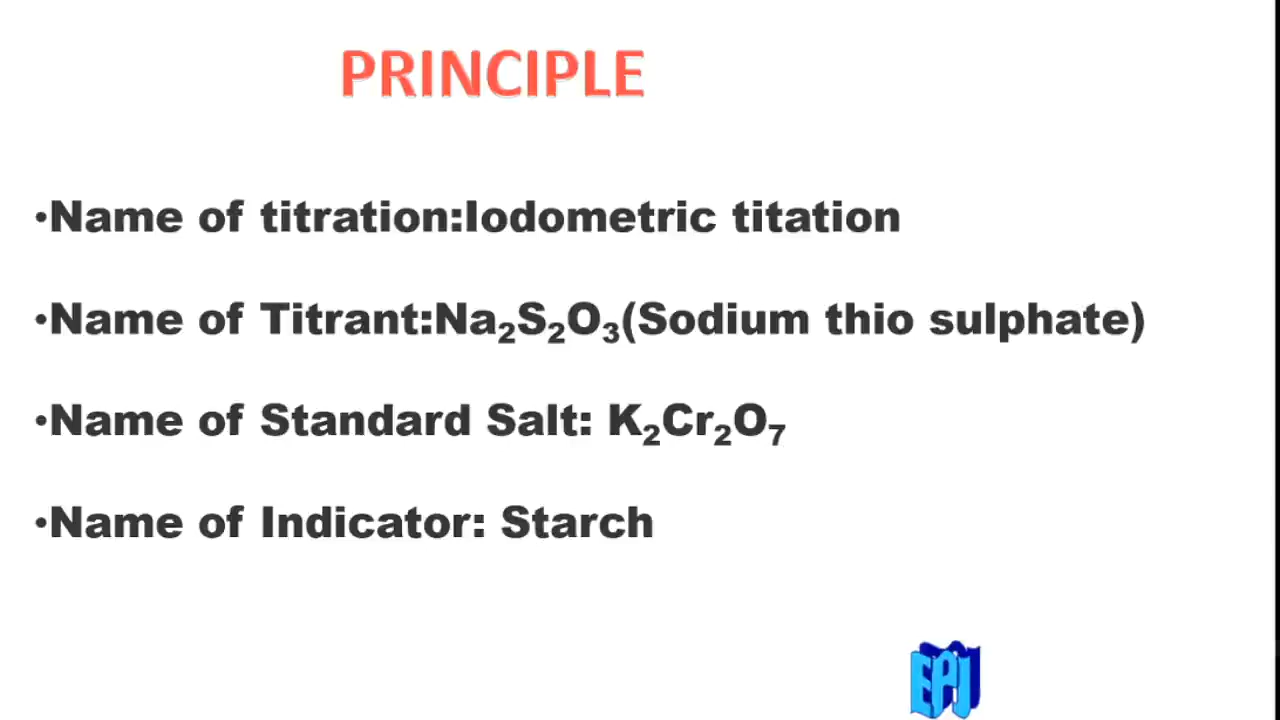 PRINCIPLE
•Name of titration:Iodometric titation
•Name of Titrant:Na₂S₂O₃(Sodium thio sulphate)
•Name of Standard Salt: K₂Cr₂O₇
•Name of Indicator: Starch
EPJ